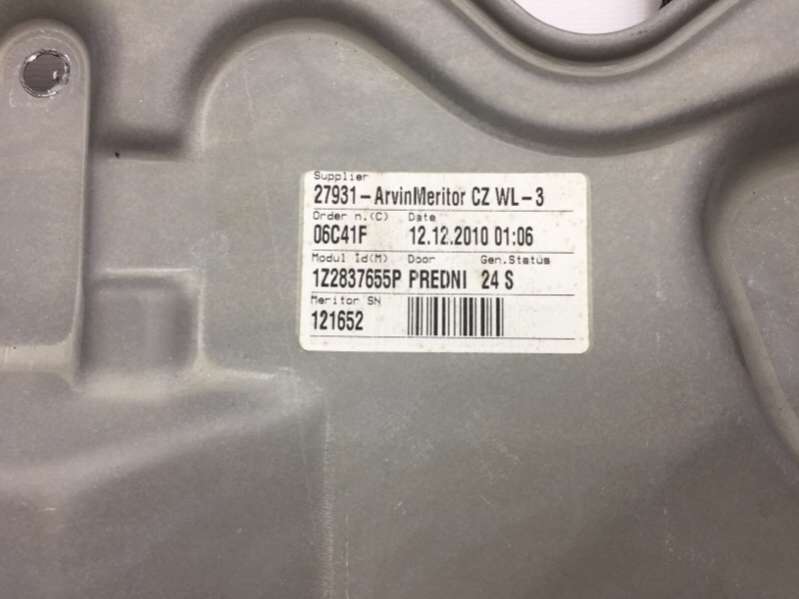 Supplier
27931-ArvinMeritor CZ WL-3
Order n.(C) Date
06C41F 12.12.2010 01:06
Modul Id(M) Door Gen.Status
1Z2837655P PREDNI 24 S
Meritor SN
121652